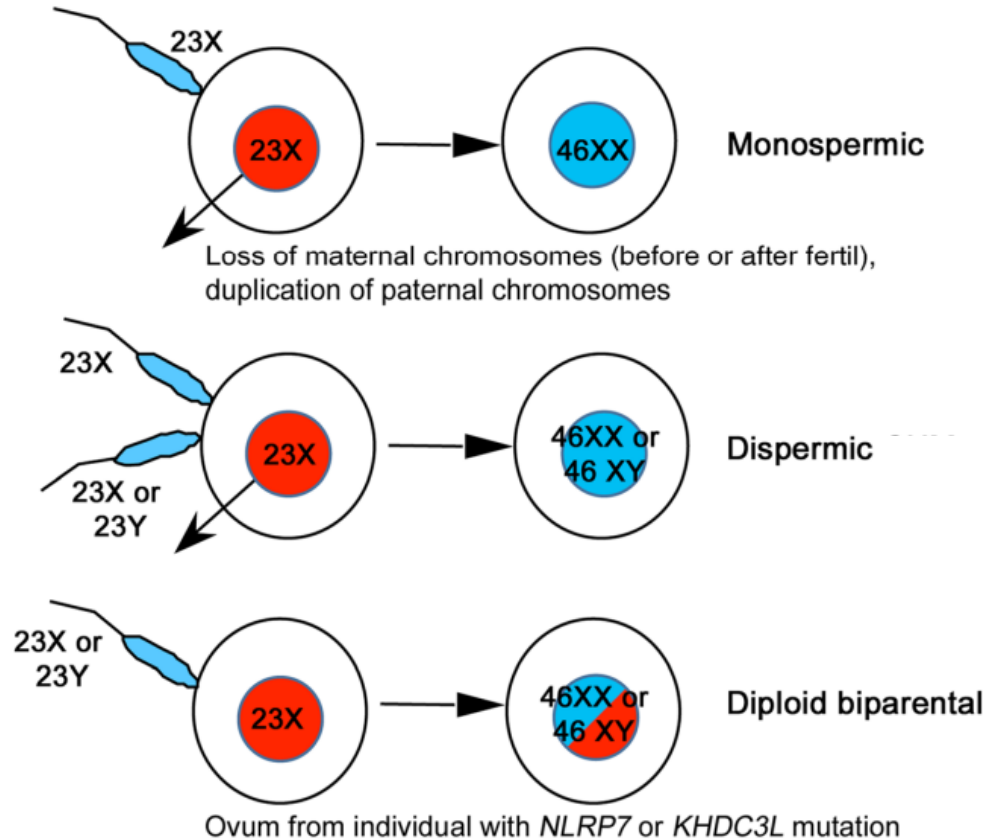 23X
23X
46XX
Monospermic
Loss of maternal chromosomes (before or after fertil),
duplication of paternal chromosomes
23X
23X or
23Y
23X
46XX or
46 XY
Dispermic
23X or
23Y
23X
46XX or
46 XY
Diploid biparental
Ovum from individual with NLRP7 or KHDC3L mutation